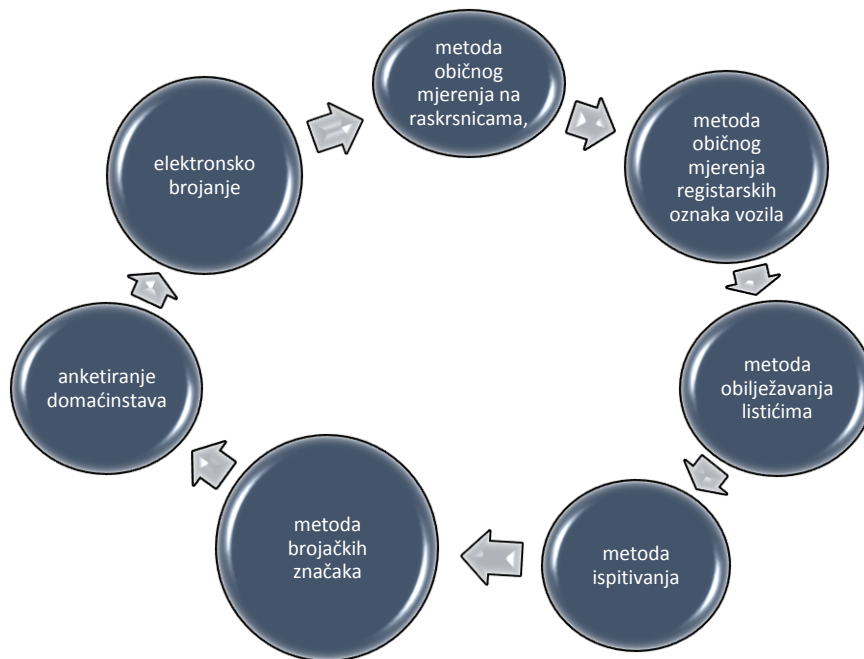 metoda
običnog
mjerenja na
raskrsnicama,
metoda
običnog
mjerenja
registarskih
oznaka vozila
metoda
obilježavanja
listićima
metoda
ispitivanja
metoda
brojačkih
značaka
anketiranje
domaćinstava
elektronsko
brojanje